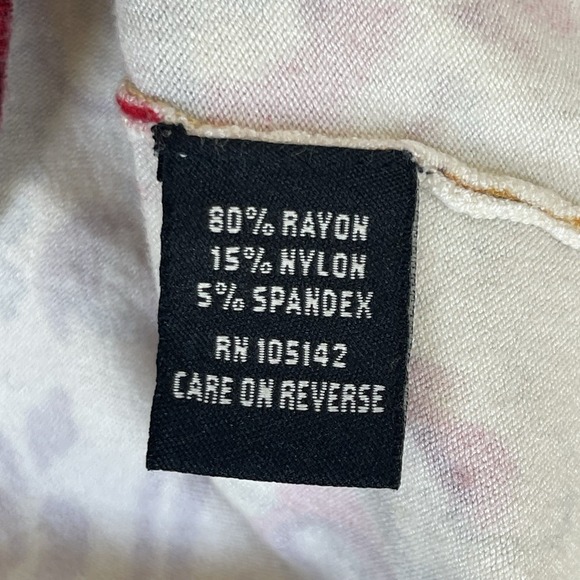 80% RAYON
15% NYLON
5% SPANDEX
RN 105142
CARE ON REVERSE